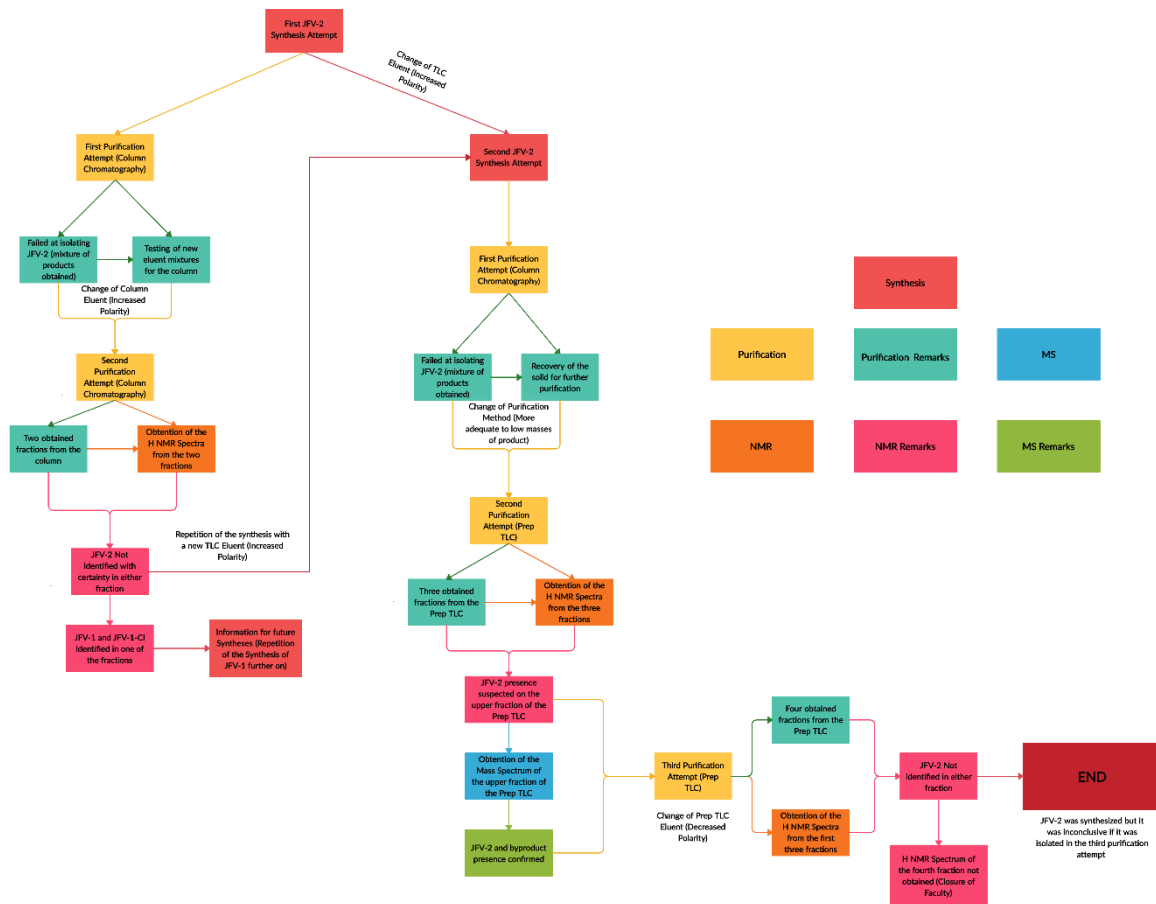 First JFV-2
Synthesis Attempt
Change of TLC
Eluent (Increased
Polarity)
First Purification
Attempt (Column
Chromatography)
Second JFV-2
Synthesis Attempt
Failed at isolating
JFV-2 (mixture of
products
obtained)
Testing of new
eluent mixtures
for the column
Change of Column
Eluent (Increased
Polarity)
Second
Purification
Attempt (Column
Chromatography)
Two obtained
fractions from the
column
Obtention of the
H NMR Spectra
from the two
fractions
Repetition of the synthesis with
a new TLC Eluent (Increased
Polarity)
JFV-2 Not
Identified with
certainty in either
fraction
JFV-1 and JFV-1-Cl
Identified in one of
the fractions
Information for future
Syntheses (Repetition
of the Synthesis of
JFV-1 further on)
First Purification
Attempt (Column
Chromatography)
Failed at isolating
JFV-2 (mixture of
products
obtained)
Recovery of the
solid for further
purification
Change of Purification
Method (More
adequate to low masses
of product)
Second
Purification
Attempt (Prep
TLC)
Three obtained
fractions from the
Prep TLC
Obtention of the
H NMR Spectra
from the three
fractions
JFV-2 presence
suspected on the
upper fraction of the
Prep TLC
Obtention of the
Mass Spectrum of
the upper fraction of
the Prep TLC
JFV-2 and byproduct
presence confirmed
Third Purification
Attempt (Prep
TLC)
Change of Prep TLC
Eluent (Decreased
Polarity)
Four obtained
fractions from the
Prep TLC
Obtention of the
H NMR Spectra
from the first
three fractions
JFV-2 Not
Identified in either
fraction
H NMR Spectrum of
the fourth fraction not
obtained (Closure of
Faculty)
END
JFV-2 was synthesized but it
was Inconclusive if it was
isolated in the third purification
attempt
Synthesis
Purification
Purification Remarks
MS
NMR
NMR Remarks
MS Remarks